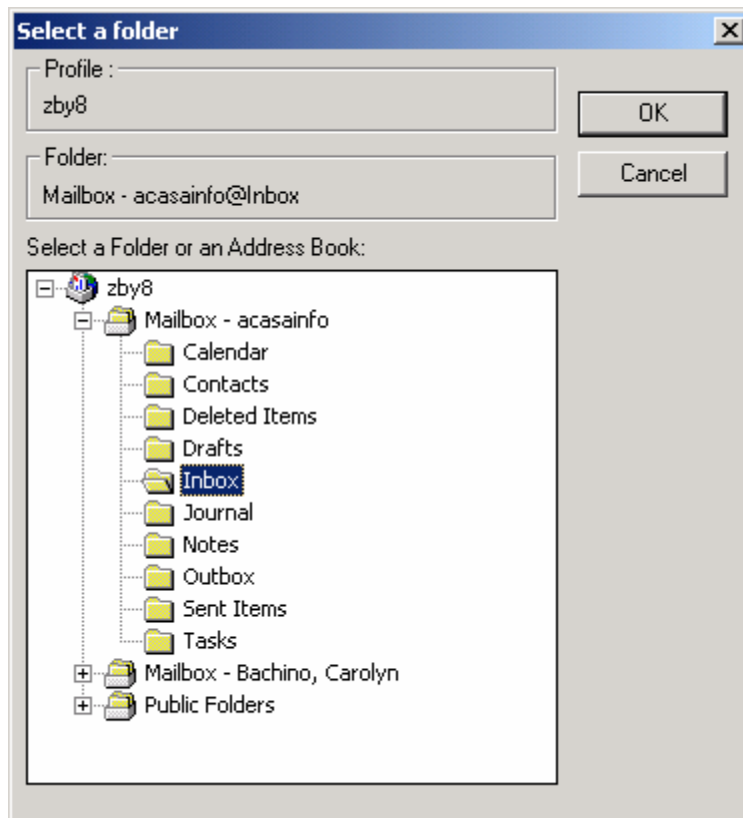 Select a folder
Profile :
zby8
OK
Folder:
Mailbox - acasainfo@Inbox
Cancel
Select a Folder or an Address Book:
zby8
Mailbox - acasainfo
Calendar
Contacts
Deleted Items
Drafts
Inbox
Journal
Notes
Outbox
Sent Items
Tasks
Mailbox - Bachino, Carolyn
Public Folders